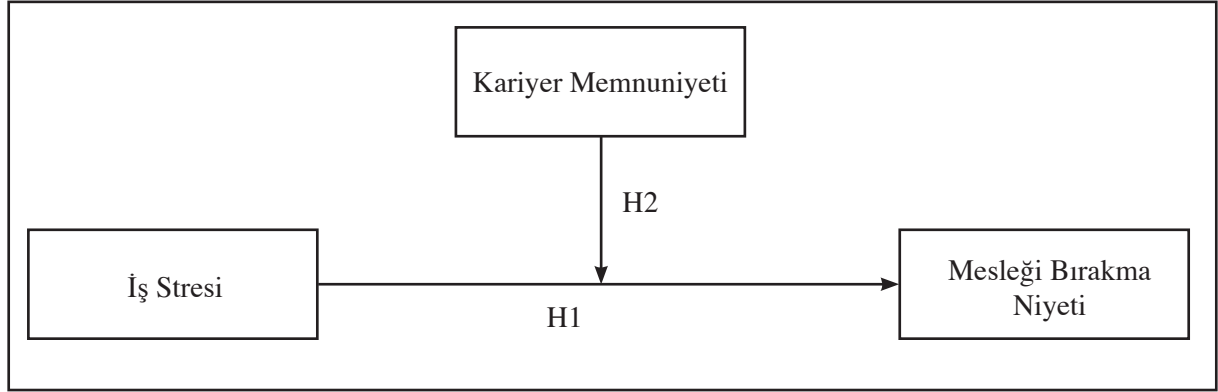 Kariyer Memnuniyeti
H2
İş Stresi
H1
Mesleği Bırakma
Niyeti